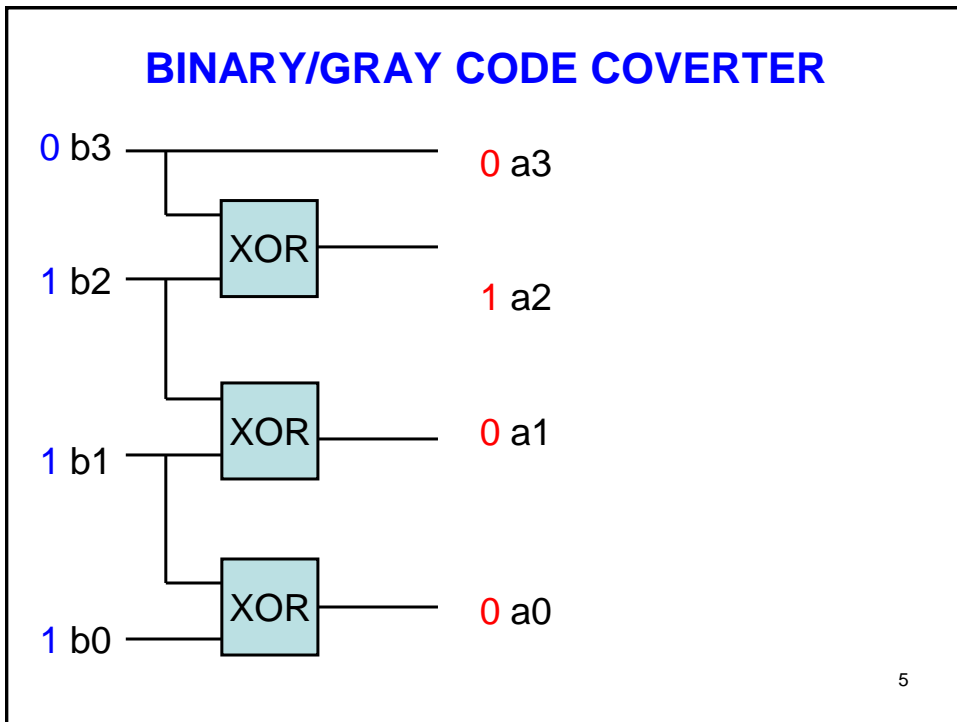 BINARY/GRAY CODE COVERTER
0 b3
0 a3
XOR
1 b2
1 a2
XOR
0 a1
1 b1
XOR
0 a0
1 b0
5